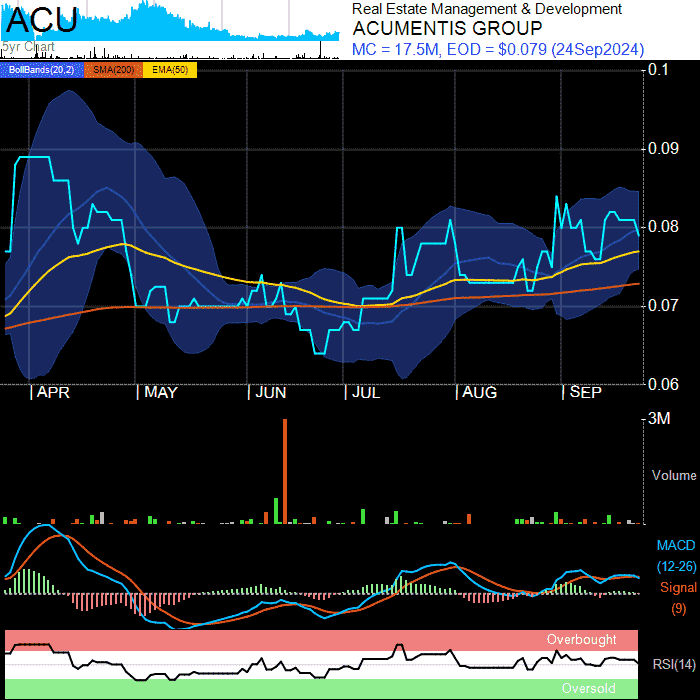 ACU
5yr Chart
Real Estate Management & Development
ACUMENTIS GROUP
MC = 17.5M, EOD = $0.079 (24Sep2024)
BollBands(20,2) SMA(200) EMA(50)
0.1
0.09
0.08
0.07
0.06
APR MAY JUN JUL AUG SEP
3M
Volume
MACD
(12-26)
Signal
(9)
Overbought
RSI(14)
Oversold